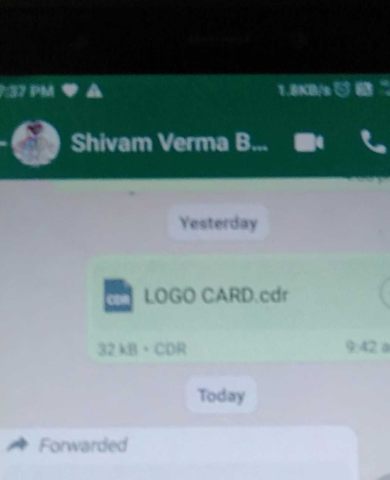 7:37 PM 1.8KB/s
Shivam Verma B...
Yesterday
CDR LOGO CARD.cdr
32 kB • CDR 9:42 a
Today
Forwarded